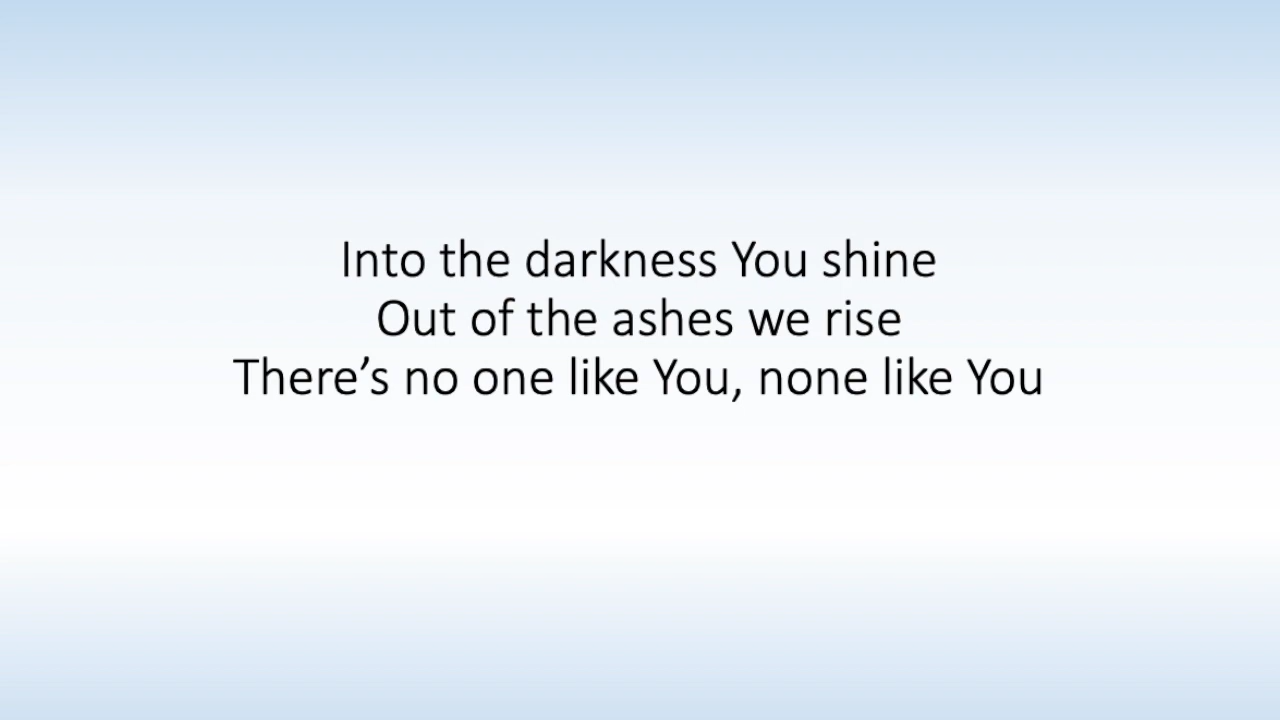 Into the darkness You shine
Out of the ashes we rise
There’s no one like You, none like You